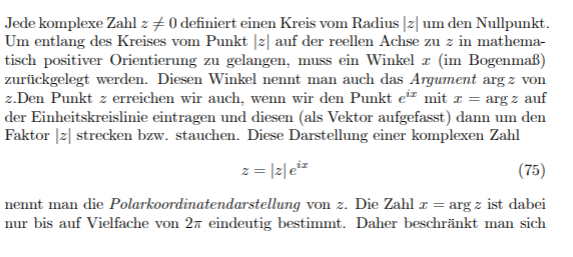 Jede komplexe Zahl z ≠ 0 definiert einen Kreis vom Radius |z| um den Nullpunkt.
Um entlang des Kreises vom Punkt |z| auf der reellen Achse zu z in mathema-
tisch positiver Orientierung zu gelangen, muss ein Winkel x (im Bogenmaß)
zurückgelegt werden. Diesen Winkel nennt man auch das Argument arg z von
z.Den Punkt z erreichen wir auch, wenn wir den Punkt e^{ix} mit x = arg z auf
der Einheitskreislinie eintragen und diesen (als Vektor aufgefasst) dann um den
Faktor |z| strecken bzw. stauchen. Diese Darstellung einer komplexen Zahl
z = |z| e^{ix} (75)
nennt man die Polarkoordinatendarstellung von z. Die Zahl x = arg z ist dabei
nur bis auf Vielfache von 2π eindeutig bestimmt. Daher beschränkt man sich